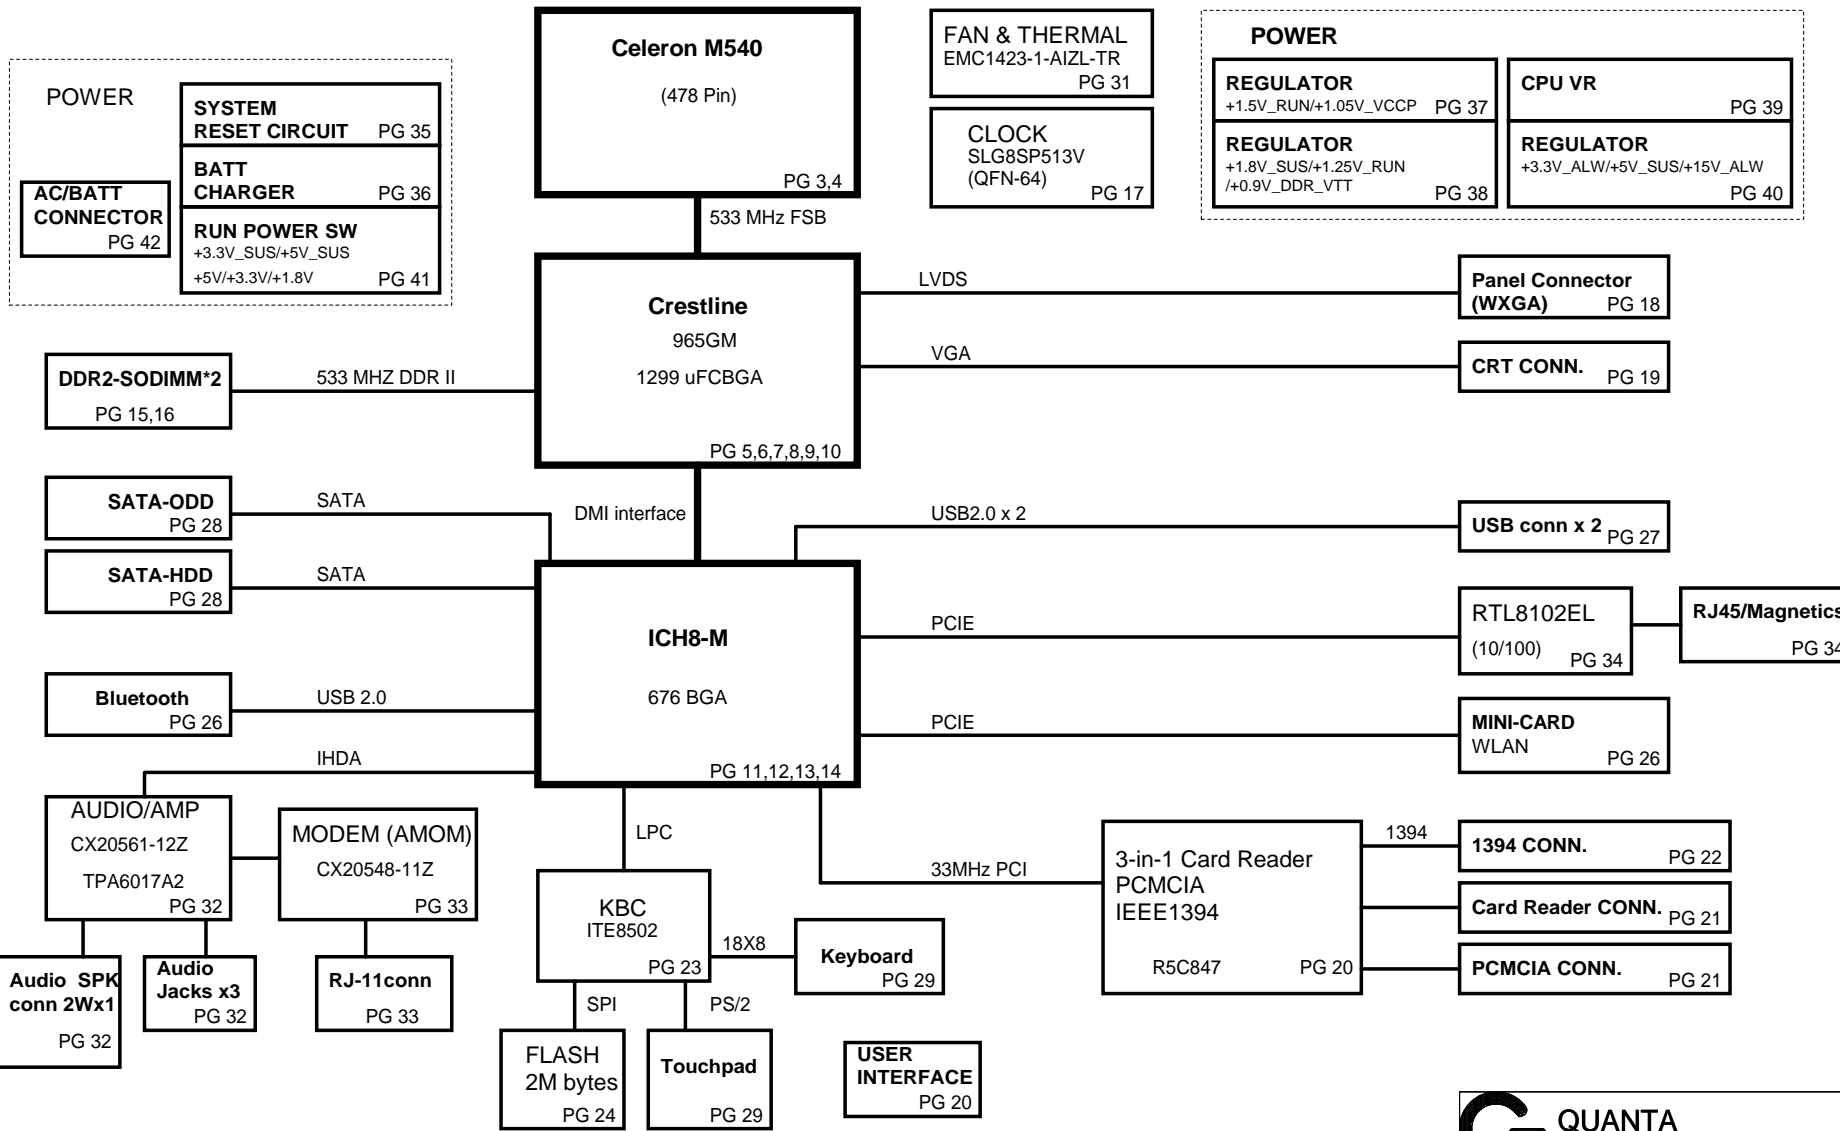 POWER
SYSTEM
RESET CIRCUIT PG 35
BATT
CHARGER PG 36
AC/BATT
CONNECTOR
PG 42
RUN POWER SW
+3.3V_SUS/+5V_SUS
+5V/+3.3V/+1.8V PG 41
Celeron M540
(478 Pin)
PG 3,4
FAN & THERMAL
EMC1423-1-AIZL-TR
PG 31
CLOCK
SLG8SP513V
(QFN-64)
PG 17
POWER
REGULATOR
+1.5V_RUN/+1.05V_VCCP PG 37
CPU VR
PG 39
REGULATOR
+1.8V_SUS/+1.25V_RUN
/+0.9V_DDR_VTT
PG 38
REGULATOR
+3.3V_ALW/+5V_SUS/+15V_ALW
PG 40
533 MHz FSB
Crestline
965GM
1299 uFCBGA
PG 5,6,7,8,9,10
LVDS
Panel Connector
(WXGA) PG 18
VGA
CRT CONN. PG 19
DDR2-SODIMM*2
PG 15,16
533 MHZ DDR II
SATA-ODD
PG 28
SATA
DMI interface
USB2.0 x 2
USB conn x 2 PG 27
SATA-HDD
PG 28
SATA
ICH8-M
676 BGA
PG 11,12,13,14
PCIE
RTL8102EL
(10/100) PG 34
RJ45/Magnetics
PG 34
Bluetooth
PG 26
USB 2.0
PCIE
MINI-CARD
WLAN
PG 26
IHDA
AUDIO/AMP
CX20561-12Z
TPA6017A2
PG 32
MODEM (AMOM)
CX20548-11Z
PG 33
LPC
33MHz PCI
3-in-1 Card Reader
PCMCIA
IEEE1394
R5C847 PG 20
1394
1394 CONN.
PG 22
Card Reader CONN. PG 21
PCMCIA CONN.
PG 21
KBC
ITE8502
PG 23
18X8
Keyboard
PG 29
Audio SPK
conn 2Wx1
PG 32
Audio
Jacks x3
PG 32
RJ-11conn
PG 33
SPI
PS/2
FLASH
2M bytes
PG 24
Touchpad
PG 29
USER
INTERFACE
PG 20
QUANTA